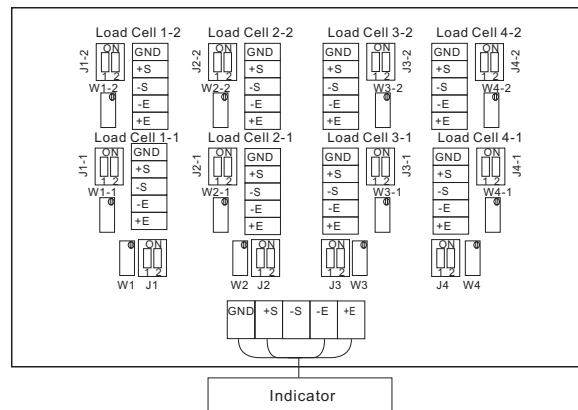 Load Cell 1-2 Load Cell 2-2 Load Cell 3-2 Load Cell 4-2
J1-2 ON 1 2 GND J2-2 ON 1 2 GND GND ON 1 2 J3-2 GND ON 1 2 J4-2
+S +S +S +S
W1-2 -S W2-2 -S -S W3-2 -S W4-2
-E -E -E -E
+E +E +E +E
Load Cell 1-1 Load Cell 2-1 Load Cell 3-1 Load Cell 4-1
J1-1 ON 1 2 GND J2-1 ON 1 2 GND GND ON 1 2 J3-1 GND ON 1 2 J4-1
+S +S +S +S
W1-1 -S W2-1 -S -S W3-1 -S W4-1
-E -E -E -E
+E +E +E +E
ON 1 2 ON 1 2 ON 1 2 ON 1 2
W1 J1 W2 J2 J3 W3 J4 W4
GND +S -S -E +E
Indicator